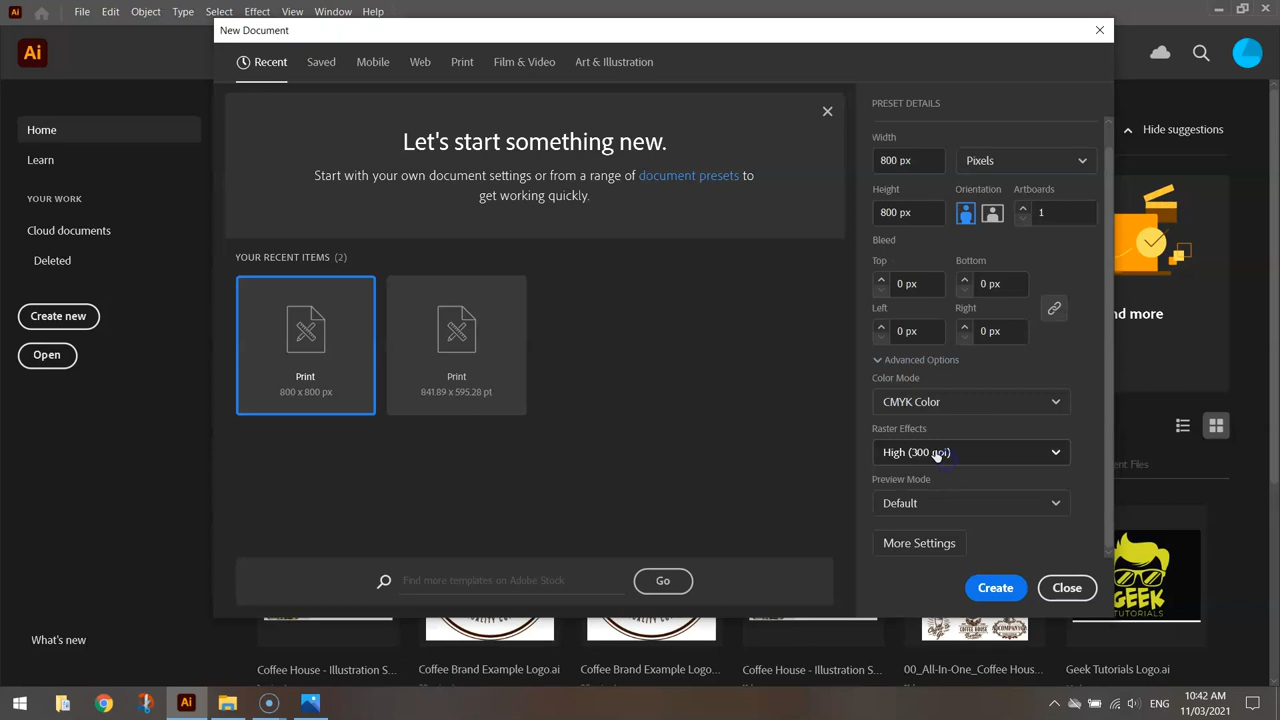 Ai
File
Edit
Object
Type
Select
Effect
View
Window
Help
New Document
Ai
Recent
Saved
Mobile
Web
Print
Film & Video
Art & Illustration
Home
Learn
YOUR WORK
Cloud documents
Deleted
Create new
Open
What's new
Let's start something new.
Start with your own document settings or from a range of document presets to
get working quickly.
YOUR RECENT ITEMS (2)
Print
800 x 800 px
Print
841.89 x 595.28 pt
Find more templates on Adobe Stock
Go
PRESET DETAILS
Width
800 px
Pixels
Height
Orientation
Artboards
800 px
1
Bleed
Top
Bottom
0 px
0 px
Left
Right
0 px
0 px
Advanced Options
Color Mode
CMYK Color
Raster Effects
High (300 ppi)
Preview Mode
Default
More Settings
Create
Close
Hide suggestions
nd more
ent Files
GEEK
TUTORIALS
Coffee House - Illustration S...
Coffee Brand Example Logo.ai
Coffee Brand Example Logo...
Coffee House - Illustration S...
00_All-In-One_Coffee Hous...
Geek Tutorials Logo.ai
Ai
ENG
10:42 AM
11/03/2021